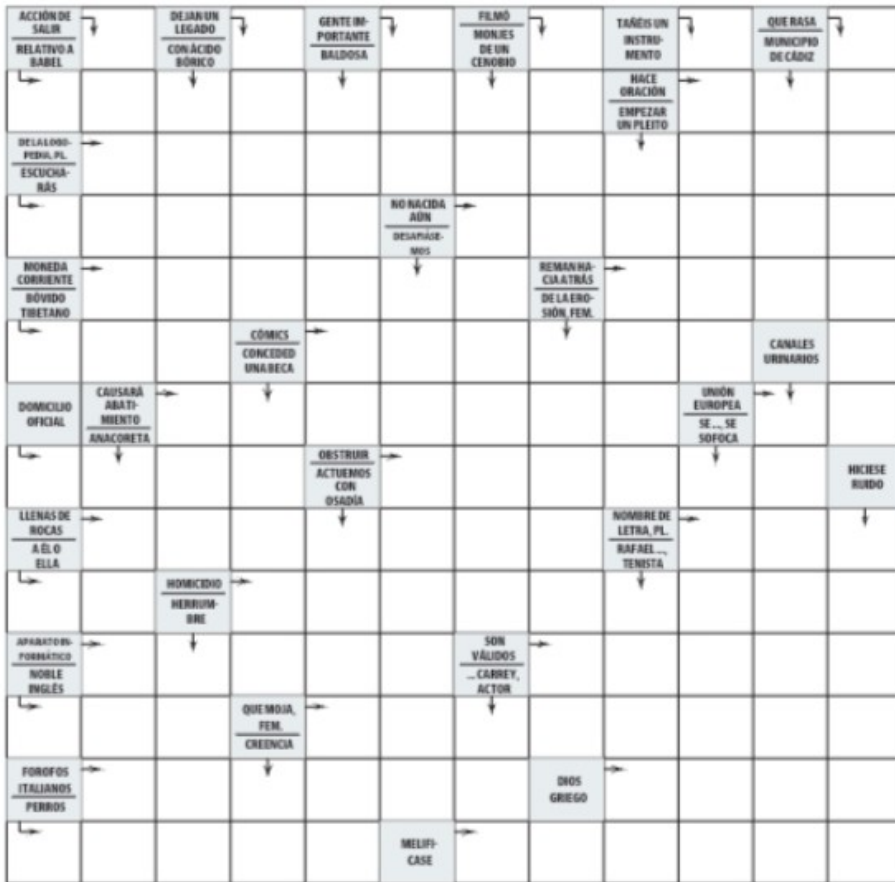 ACCIÓN DE
SALIR
RELATIVO A
BABEL
DEJAN UN
LEGADO
CON ÁCIDO
BÓRICO
GENTE IM-
PORTANTE
BALDOSA
FILMÓ
MONJES
DE UN
CENOBIO
TAÑÉIS UN
INSTRU-
MENTO
QUE RASA
MUNICIPIO
DE CÁDIZ
HACE
ORACIÓN
EMPEZAR
UN PLEITO
DE LA LOGO-
PEDIA, PL.
ESCUCHA-
RÁS
NO NACIDA
AÚN
DESAFIÁSE-
MOS
MONEDA
CORRIENTE
BÓVIDO
TIBETANO
REMAN HA-
CIA ATRÁS
DE LA ERO-
SIÓN, FEM.
CÓMICS
CONCEDED
UNA BECA
CANALES
URINARIOS
DOMICILIO
OFICIAL
CAUSARÁ
ABATI-
MIENTO
ANACORETA
UNIÓN
EUROPEA
SE ..., SE
SOFOCA
OBSTRUIR
ACTUEMOS
CON
OSADÍA
HICIESE
RUIDO
LLENAS DE
ROCAS
A ÉL O
ELLA
NOMBRE DE
LETRA, PL.
RAFAEL ...,
TENISTA
HOMICIDIO
HERRUM-
BRE
APARATO IN-
FORMÁTICO
NOBLE
INGLÉS
SON
VÁLIDOS
... CARREY,
ACTOR
QUE MOJA,
FEM.
CREENCIA
FOROFOS
ITALIANOS
PERROS
DIOS
GRIEGO
MELIFI-
CASE